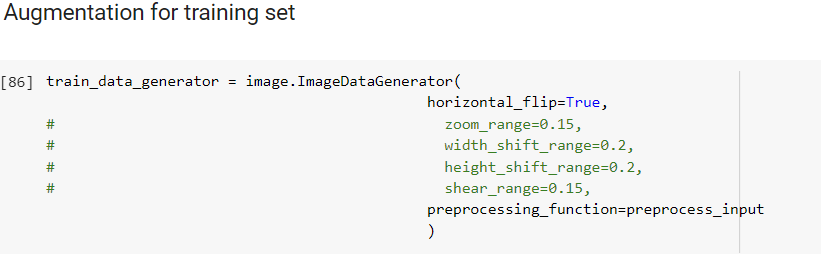 Augmentation for training set
[86] train_data_generator = image.ImageDataGenerator(
horizontal_flip=True,
# zoom_range=0.15,
# width_shift_range=0.2,
# height_shift_range=0.2,
# shear_range=0.15,
preprocessing_function=preprocess_input
)